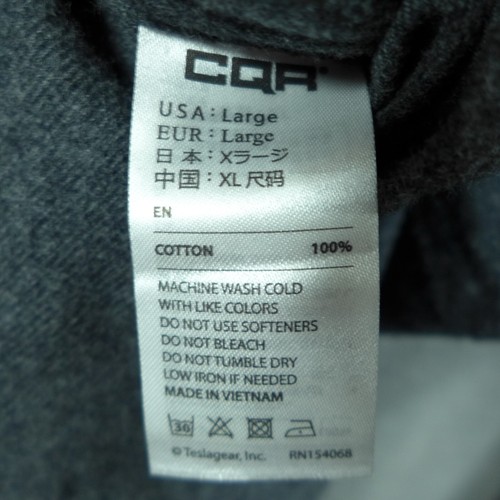 CQR
USA : Large
EUR : Large
日 本 : Xラージ
中国 : XL 尺码
EN
COTTON 100%
MACHINE WASH COLD
WITH LIKE COLORS
DO NOT USE SOFTENERS
DO NOT BLEACH
DO NOT TUMBLE DRY
LOW IRON IF NEEDED
MADE IN VIETNAM
36
© Teslagear, Inc. RN154068